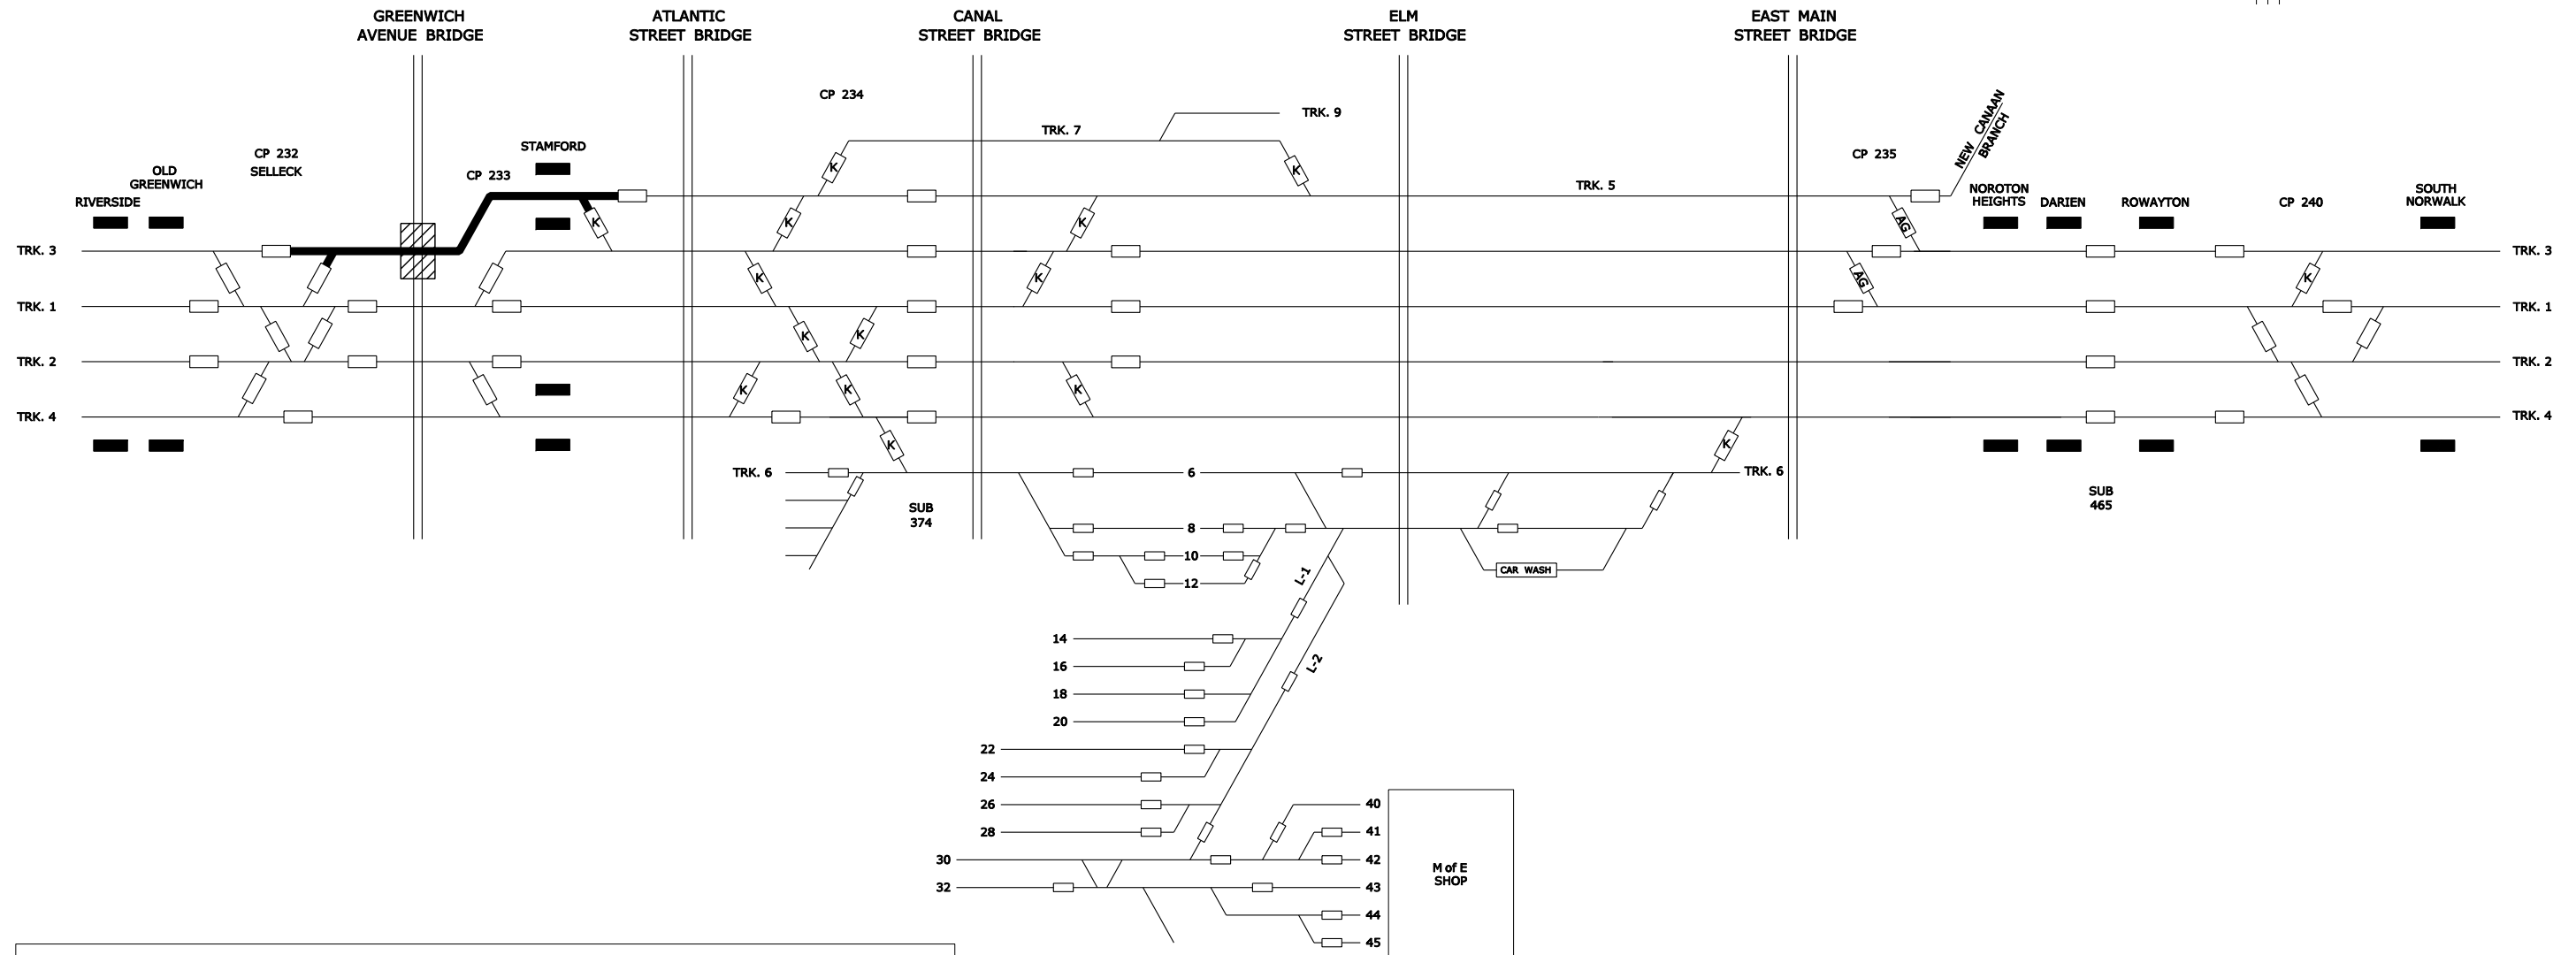 GREENWICH
AVENUE BRIDGE
ATLANTIC
STREET BRIDGE
CANAL
STREET BRIDGE
ELM
STREET BRIDGE
EAST MAIN
STREET BRIDGE
CP 234
TRK. 9
TRK. 7
NEW CANAAN
BRANCH
CP 232
SELLECK
STAMFORD
CP 235
OLD
GREENWICH
CP 233
K
K
TRK. 5
RIVERSIDE
NOROTON
HEIGHTS
DARIEN
ROWAYTON
CP 240
SOUTH
NORWALK
K
K
K
AG
TRK. 3
TRK. 3
K
K
AG
K
TRK. 1
TRK. 1
K
K
TRK. 2
TRK. 2
K
K
K
TRK. 4
TRK. 4
K
K
TRK. 6
6
TRK. 6
SUB
374
SUB
465
8
10
12
CAR WASH
L-1
14
16
L-2
18
20
22
24
26
28
30
32
40
41
42
43
44
45
M of E
SHOP